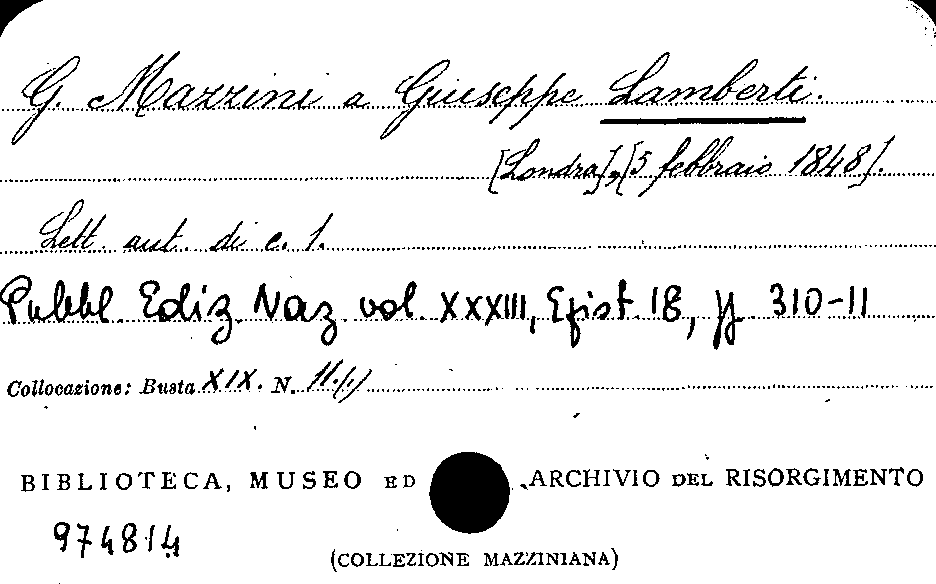 G. Mazzini a Giuseppe Lamberti.
[Londra], [5 febbraio 1848].
Lett. aut. di c. 1.
Pubbl. Ediz. Naz. vol. XXXIII, Epist. 18, pp. 310-11
Collocazione: Busta XIX. N. 11.(1)
BIBLIOTECA, MUSEO ED ARCHIVIO DEL RISORGIMENTO
974814
(COLLEZIONE MAZZINIANA)